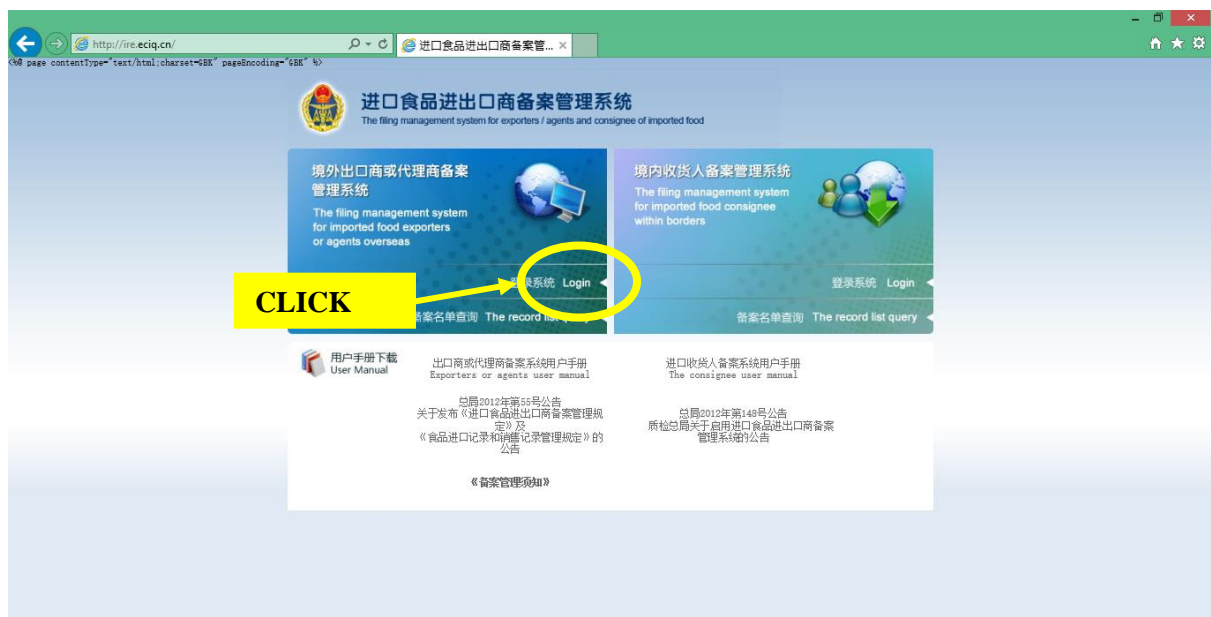 http://ire.eciq.cn/
进口食品进出口商备案管...
<%@ page contentType="text/html;charset=GBK" pageEncoding="GBK" %>
进口食品进出口商备案管理系统
The filing management system for exporters / agents and consignee of imported food
境外出口商或代理商备案
管理系统
The filing management system
for imported food exporters
or agents overseas
登录系统 Login
备案名单查询 The record list query
境内收货人备案管理系统
The filing management system
for imported food consignee
within borders
登录系统 Login
备案名单查询 The record list query
CLICK
用户手册下载
User Manual
出口商或代理商备案系统用户手册
Exporters or agents user manual
进口收货人备案系统用户手册
The consignee user manual
总局2012年第55号公告
关于发布《进口食品进出口商备案管理规
定》及
《食品进口记录和销售记录管理规定》的
公告
总局2012年第148号公告
质检总局关于启用进口食品进出口商备案
管理系统的公告
《备案管理须知》